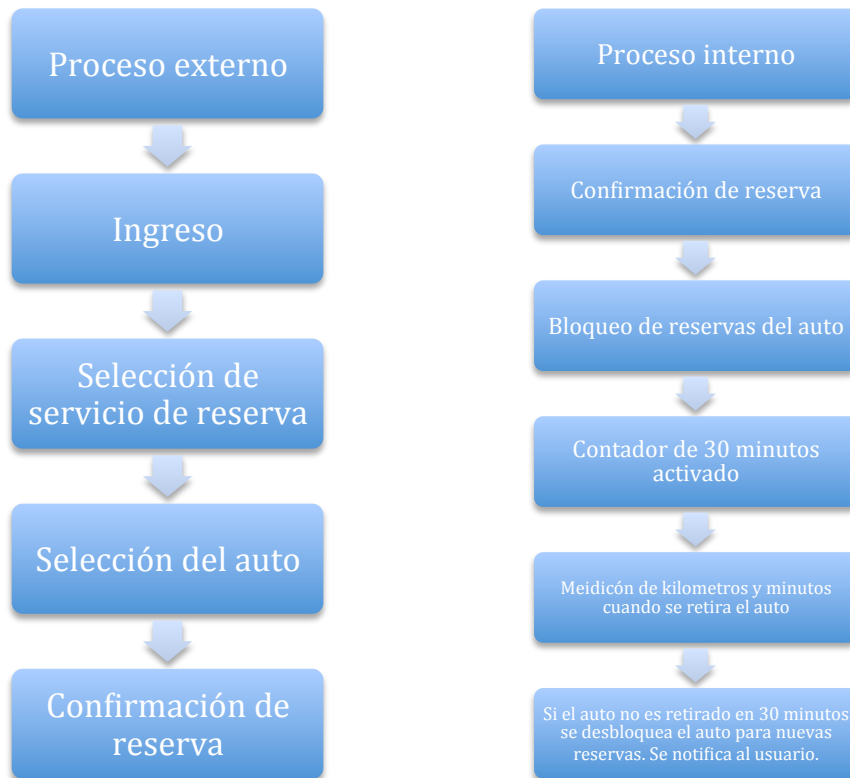 Proceso externo
Ingreso
Selección de
servicio de reserva
Selección del auto
Confirmación de
reserva
Proceso interno
Confirmación de reserva
Bloqueo de reservas del auto
Contador de 30 minutos
activado
Meidicón de kilometros y minutos
cuando se retira el auto
Si el auto no es retirado en 30 minutos
se desbloquea el auto para nuevas
reservas. Se notifica al usuario.